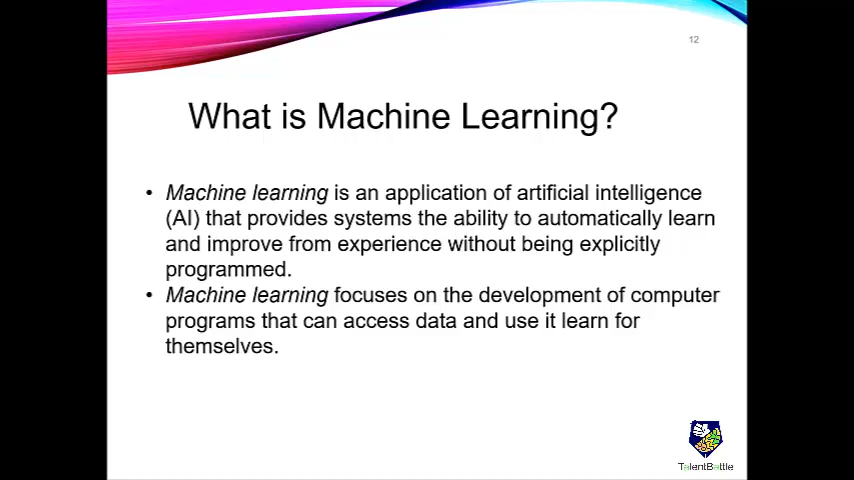 12
What is Machine Learning?
• Machine learning is an application of artificial intelligence
(AI) that provides systems the ability to automatically learn
and improve from experience without being explicitly
programmed.
• Machine learning focuses on the development of computer
programs that can access data and use it learn for
themselves.
TalentBattle